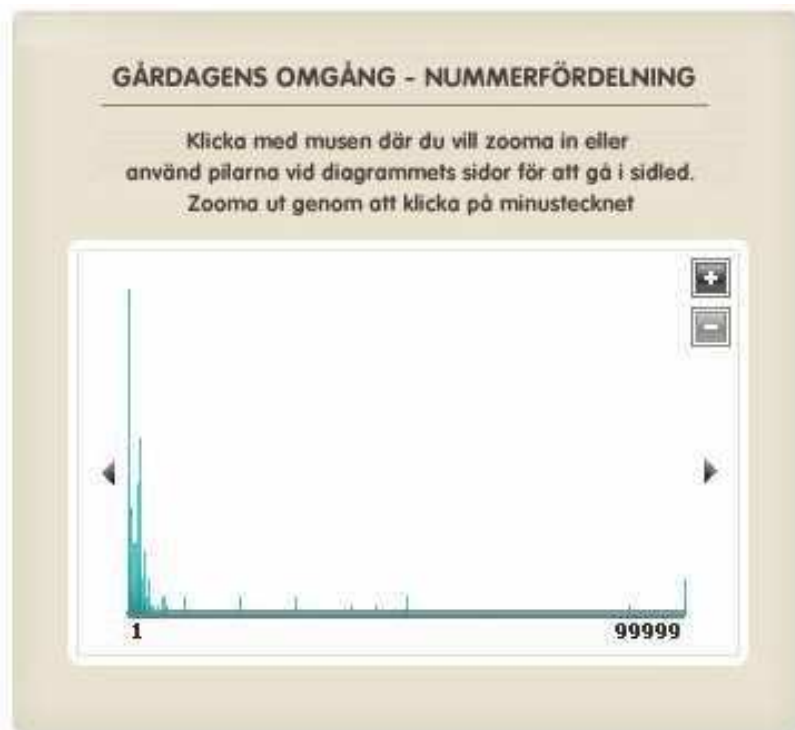 GÅRDAGENS OMGÅNG - NUMMERFÖRDELNING
Klicka med musen där du vill zooma in eller
använd pilarna vid diagrammets sidor för att gå i sidled.
Zooma ut genom att klicka på minustecknet
1 99999